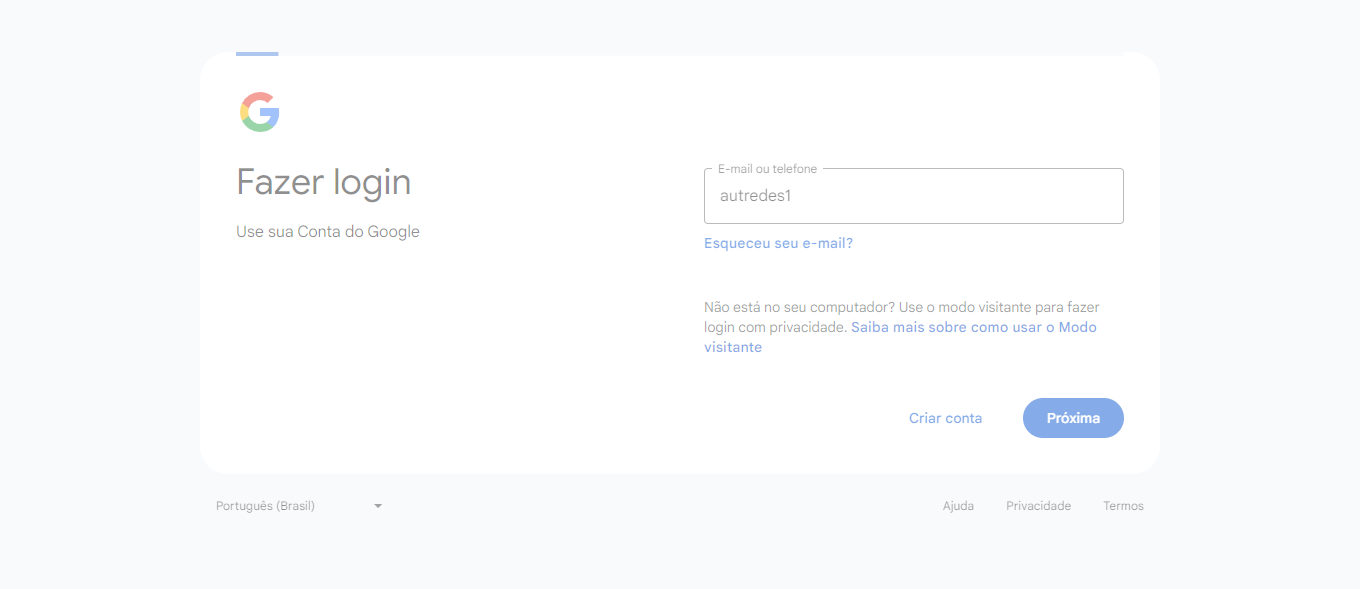 Fazer login
Use sua Conta do Google
E-mail ou telefone
autredes1
Esqueceu seu e-mail?
Não está no seu computador? Use o modo visitante para fazer
login com privacidade. Saiba mais sobre como usar o Modo
visitante
Criar conta
Próxima
Português (Brasil)
Ajuda
Privacidade
Termos